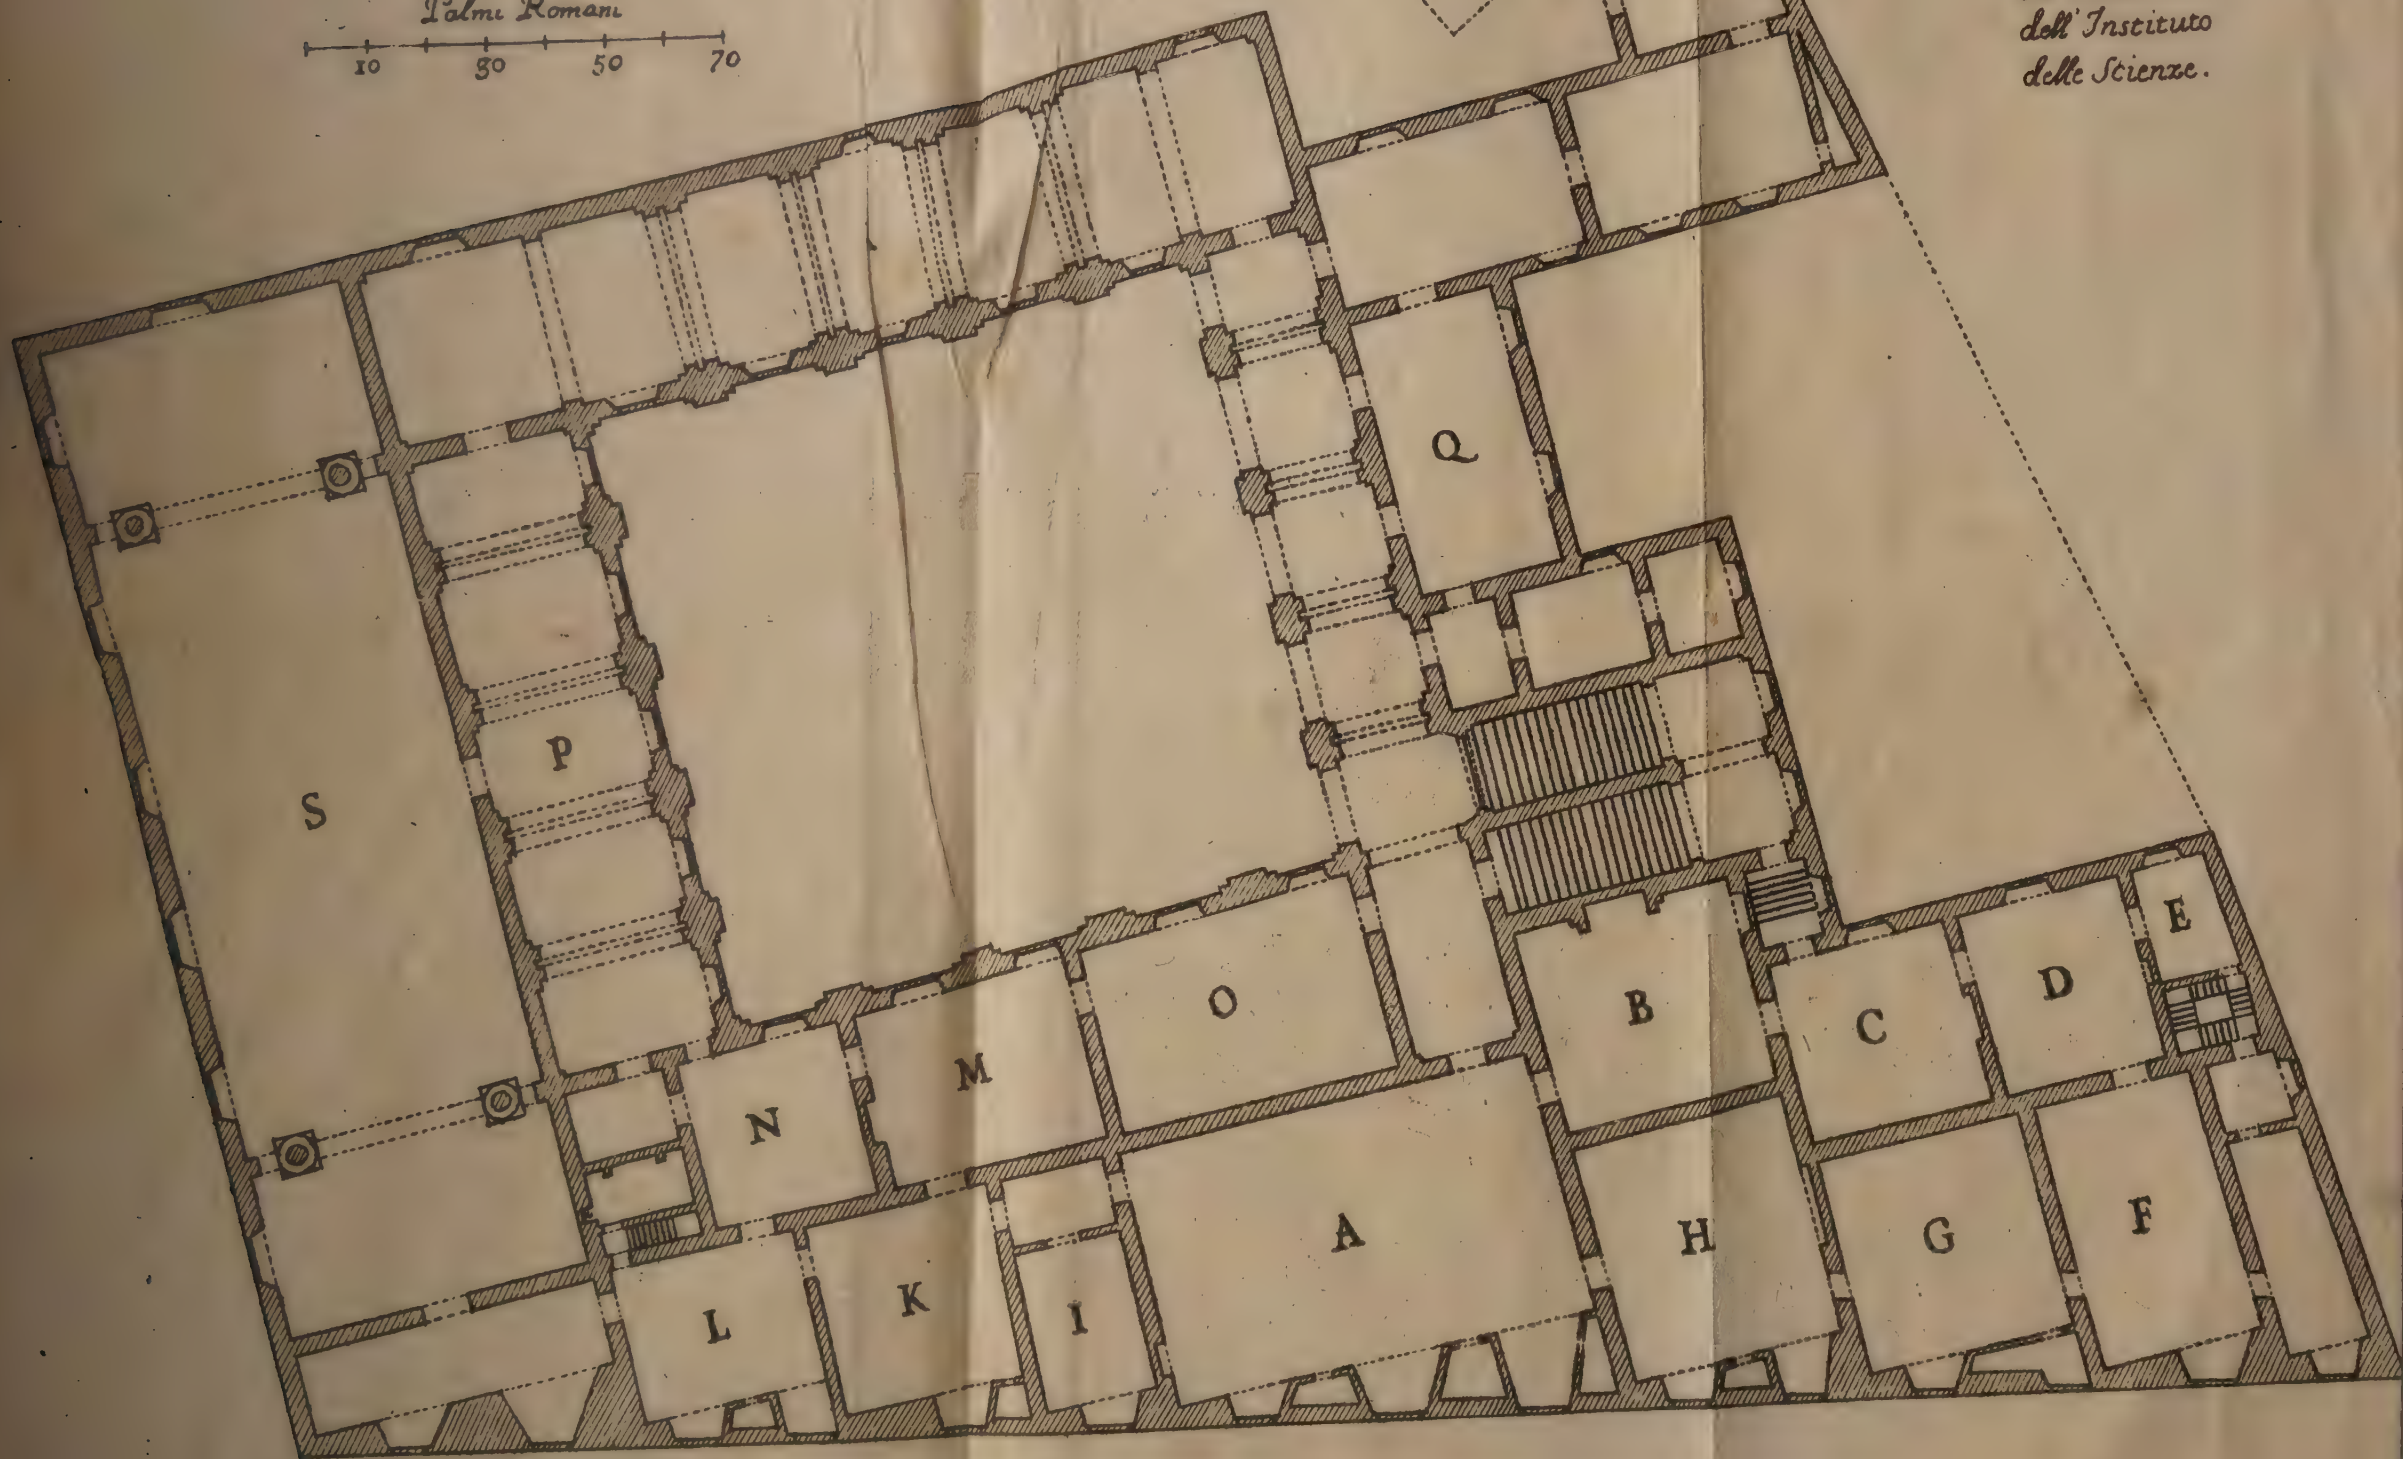 Palmi Romani
10 30 50 70
dell'Instituto
delle Scienze.
Q
P
S
E
D
O
B
C
M
N
F
A
H
G
K
I
L